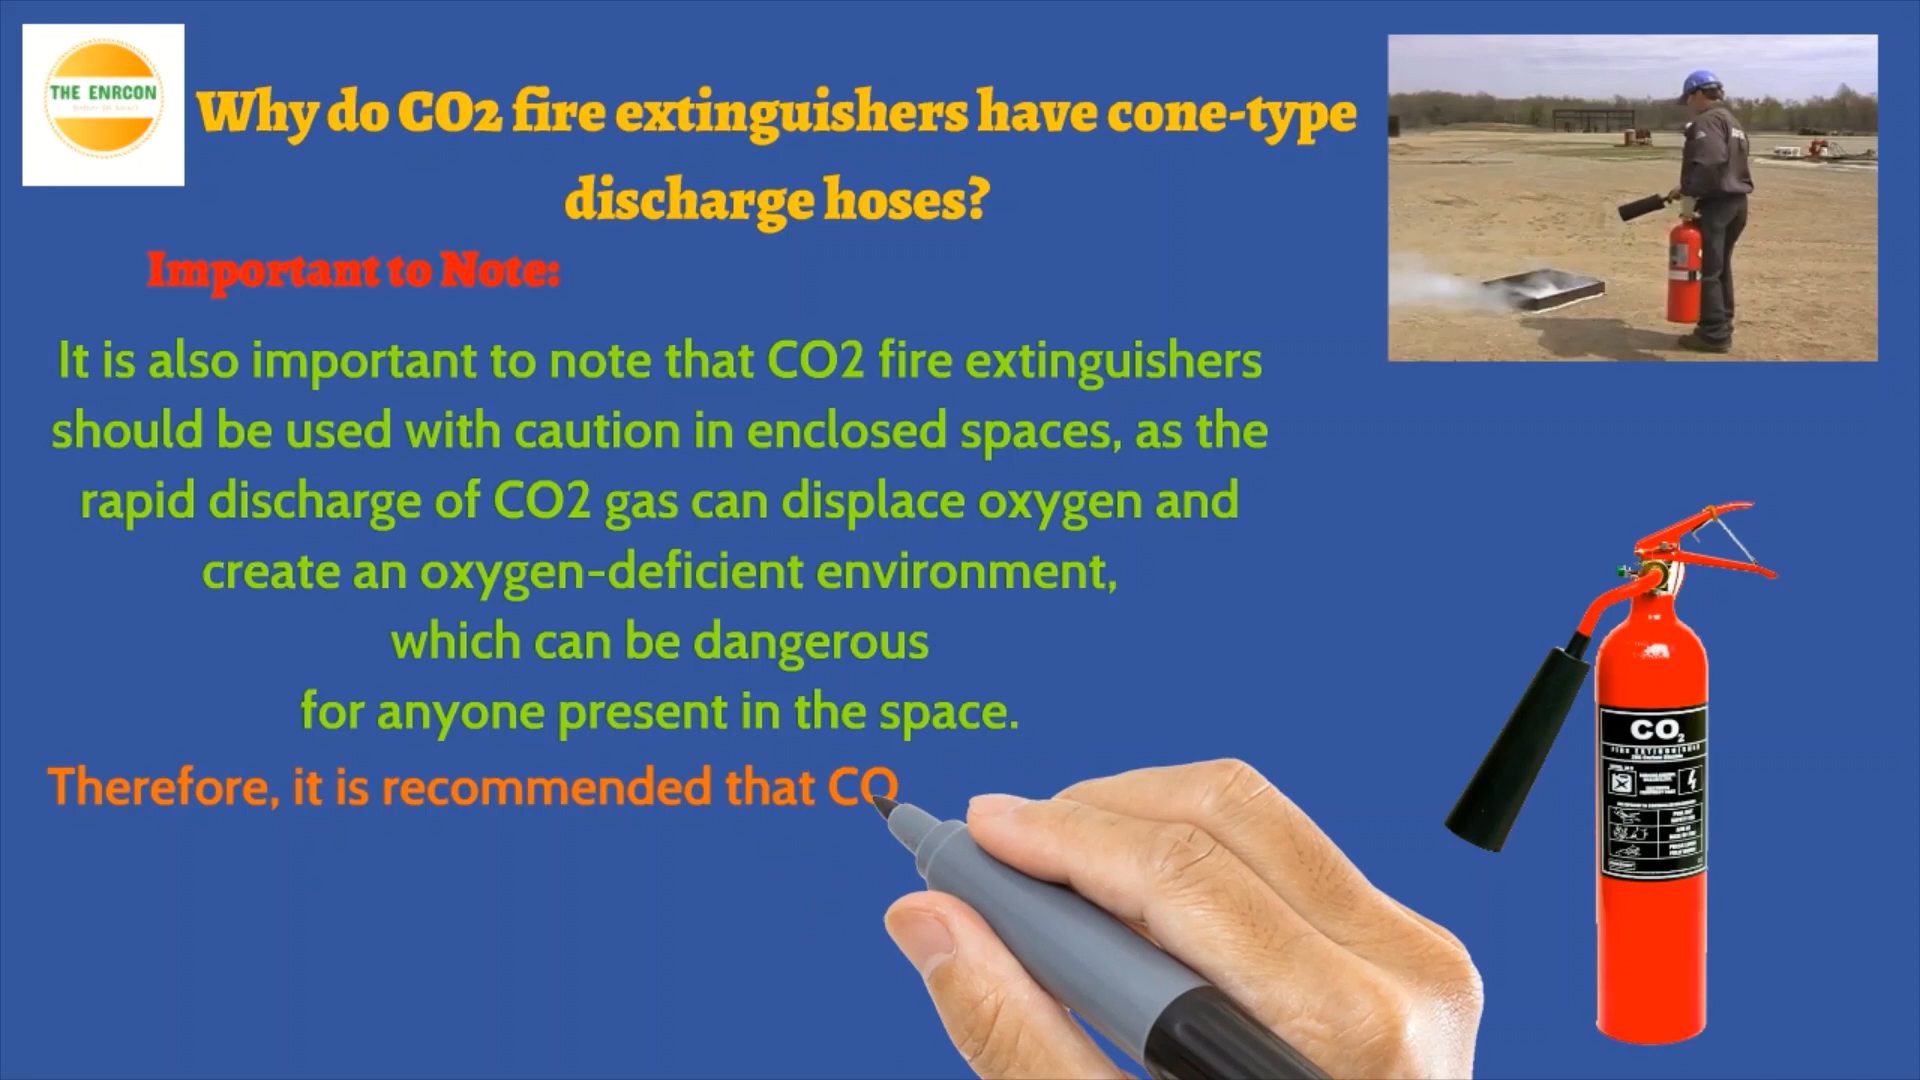 THE ENRCON
Why do CO2 fire extinguishers have cone-type
discharge hoses?
Important to Note:
It is also important to note that CO2 fire extinguishers
should be used with caution in enclosed spaces, as the
rapid discharge of CO2 gas can displace oxygen and
create an oxygen-deficient environment,
which can be dangerous
for anyone present in the space.
Therefore, it is recommended that CO
CO2